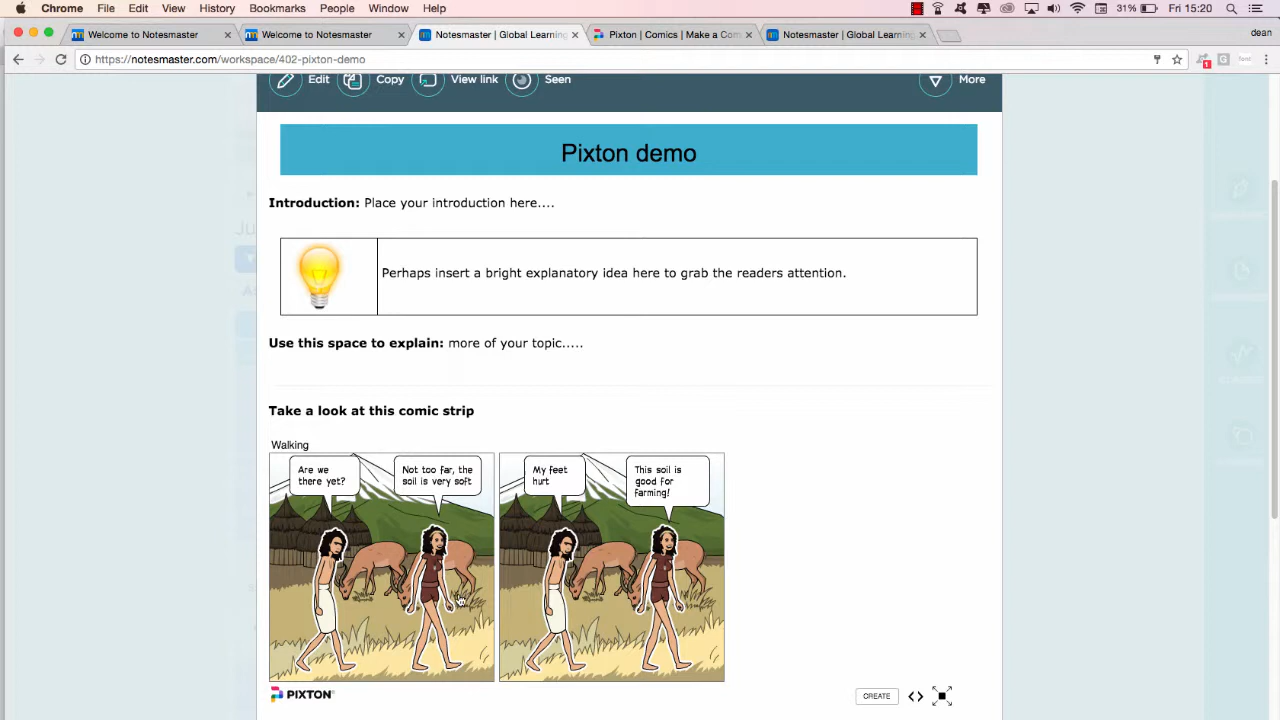 Chrome File Edit View History Bookmarks People Window Help 31% Fri 15:20
Welcome to Notesmaster Welcome to Notesmaster Notesmaster | Global Learning Pixton | Comics | Make a Com Notesmaster | Global Learning dean
https://notesmaster.com/workspace/402-pixton-demo
Edit Copy View link Seen More
Pixton demo
Introduction: Place your introduction here....
Perhaps insert a bright explanatory idea here to grab the readers attention.
Use this space to explain: more of your topic.....
Take a look at this comic strip
Walking
Are we
there yet?
Not too far, the
soil is very soft
My feet
hurt
This soil is
good for
farming!
PIXTON
CREATE